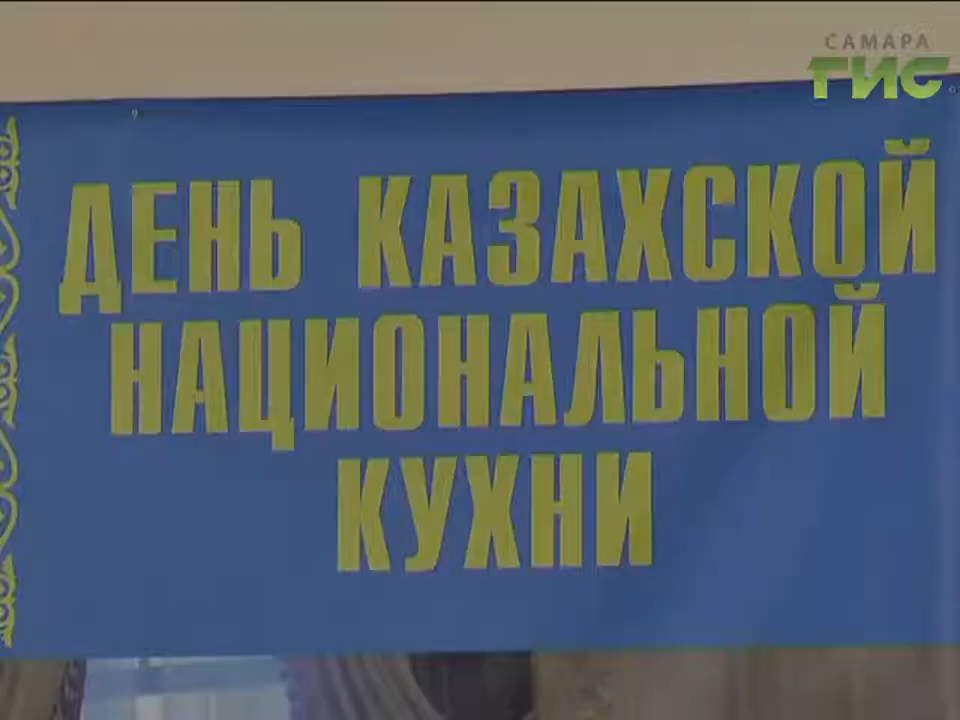 САМАРА
ГИС
ДЕНЬ КАЗАХСКОЙ
НАЦИОНАЛЬНОЙ
КУХНИ